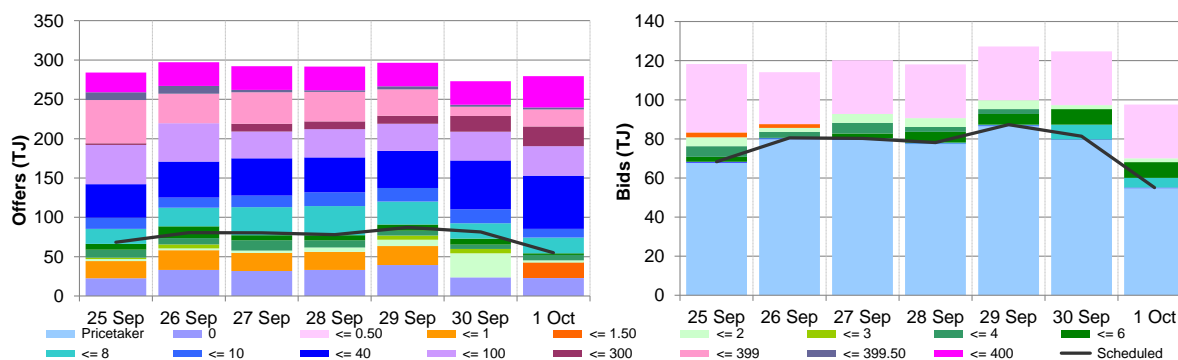 350
300
250
200
150
100
50
0
Offers (TJ)
25 Sep 26 Sep 27 Sep 28 Sep 29 Sep 30 Sep 1 Oct
140
120
100
80
60
40
20
0
Bids (TJ)
25 Sep 26 Sep 27 Sep 28 Sep 29 Sep 30 Sep 1 Oct
Pricetaker 0 <= 0.50 <= 1 <= 1.50 <= 2 <= 3 <= 4 <= 6
<= 8 <= 10 <= 40 <= 100 <= 300 <= 399 <= 399.50 <= 400 Scheduled